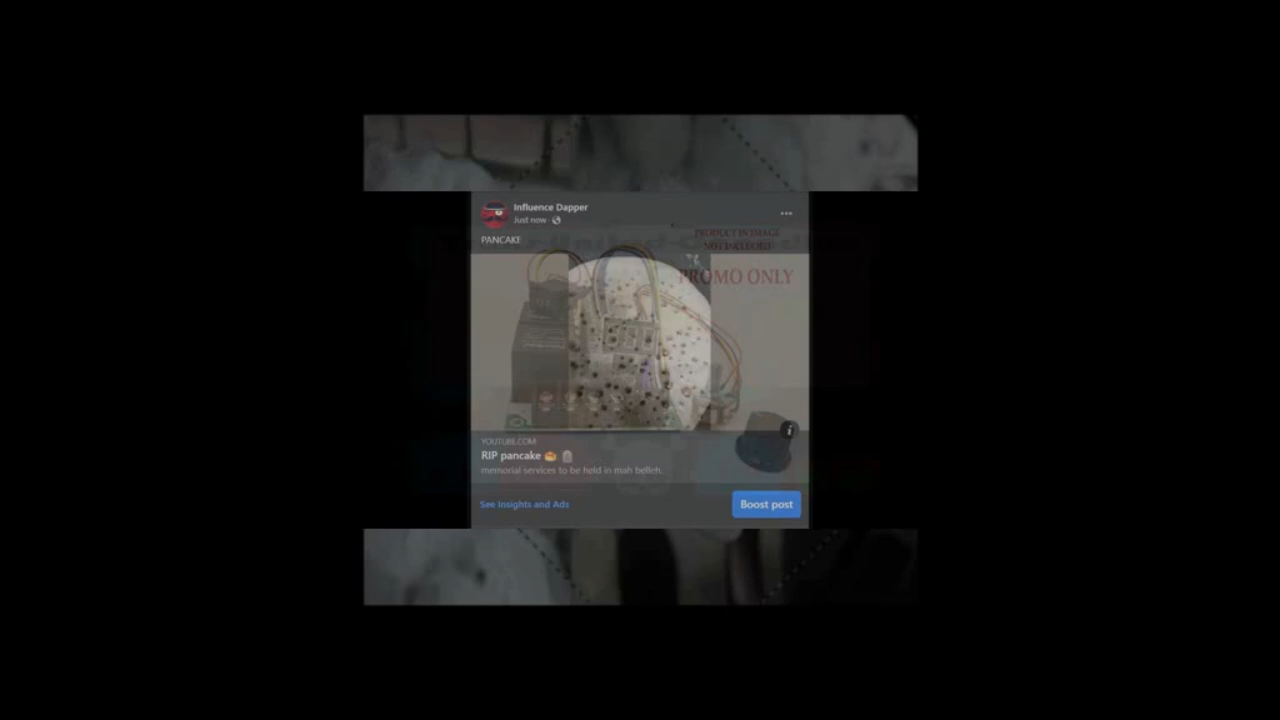 Influence Dapper
Just now
PANCAKE
PRODUCT IN IMAGE
NOT INCLUDED
PROMO ONLY
YOUTUBE.COM
RIP pancake 🥞 🪦
memorial services to be held in mah belleh.
See Insights and Ads
Boost post